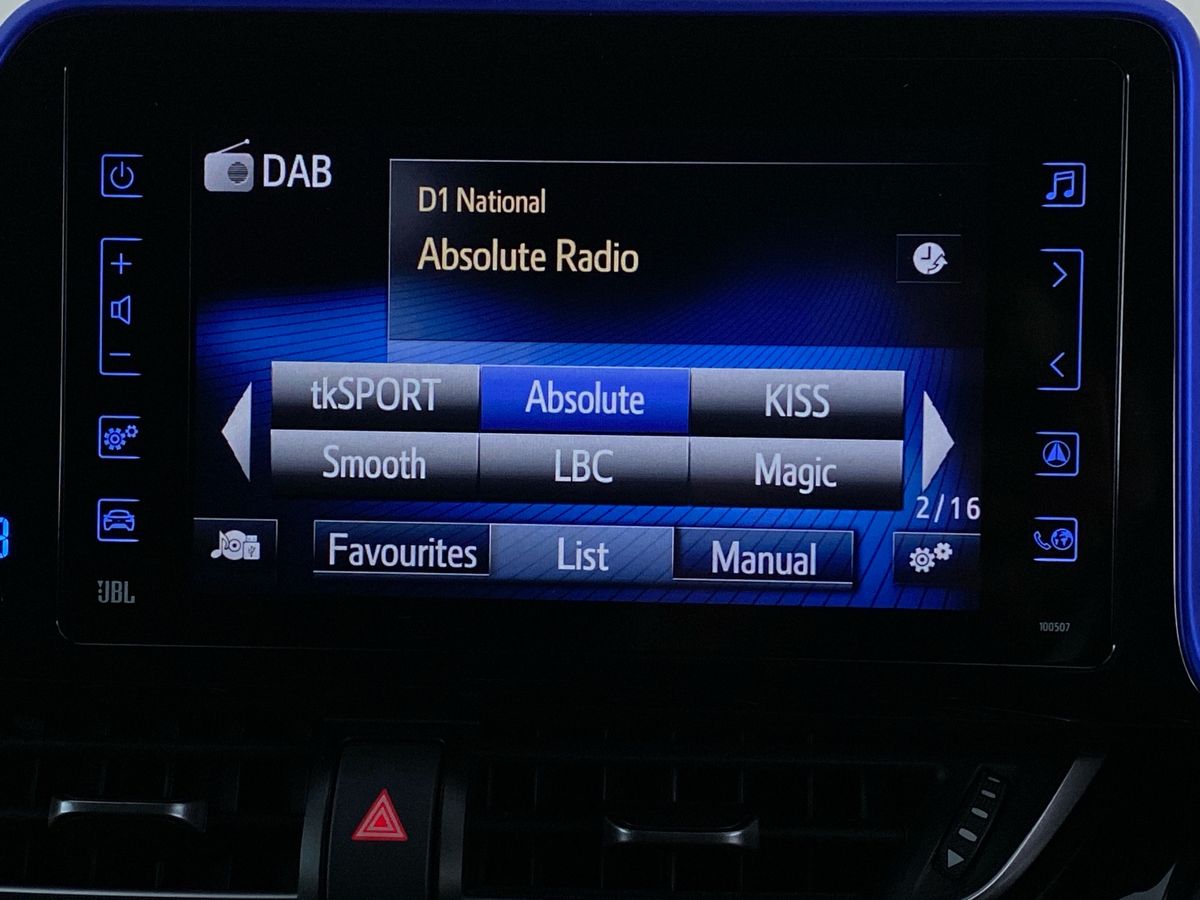 DAB
D1 National
Absolute Radio
tkSPORT Absolute KISS
Smooth LBC Magic
2/16
Favourites List Manual
JBL
100507